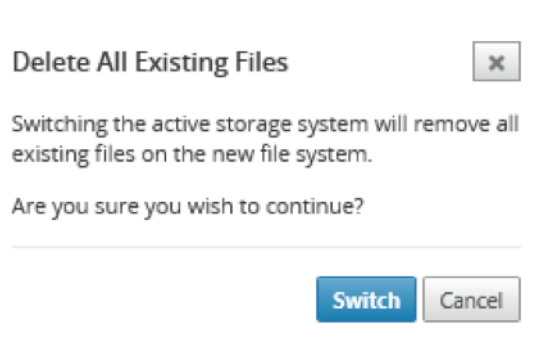 Delete All Existing Files
Switching the active storage system will remove all
existing files on the new file system.
Are you sure you wish to continue?
Switch
Cancel